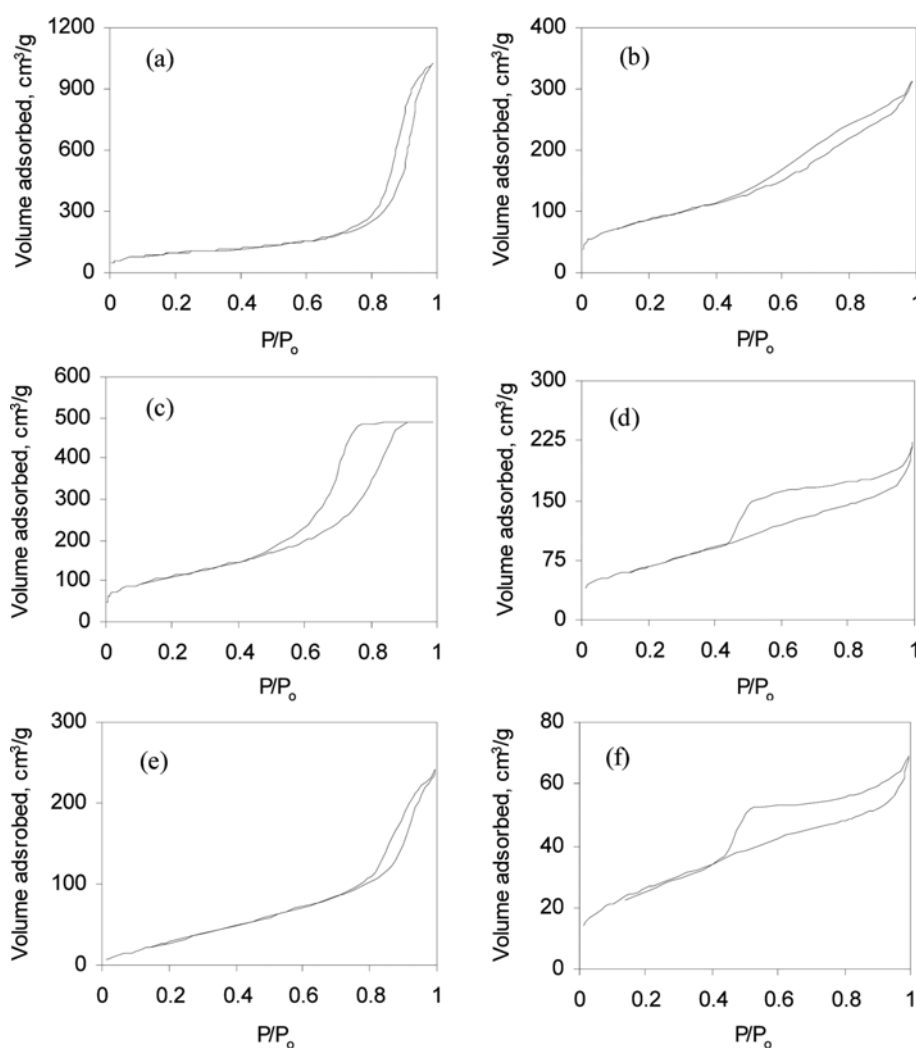 (a)
Volume adsorbed, cm³/g
1200
900
600
300
0
0 0.2 0.4 0.6 0.8 1
P/Pₒ
(b)
Volume adsorbed, cm³/g
400
300
200
100
0
0 0.2 0.4 0.6 0.8 1
P/Pₒ
(c)
Volume adsorbed, cm³/g
600
500
400
300
200
100
0
0 0.2 0.4 0.6 0.8 1
P/Pₒ
(d)
Volume adsorbed, cm³/g
300
225
150
75
0
0 0.2 0.4 0.6 0.8 1
P/Pₒ
(e)
Volume adsrobed, cm³/g
300
200
100
0
0 0.2 0.4 0.6 0.8 1
P/Pₒ
(f)
Volume adsorbed, cm³/g
80
60
40
20
0
0 0.2 0.4 0.6 0.8 1
P/Pₒ